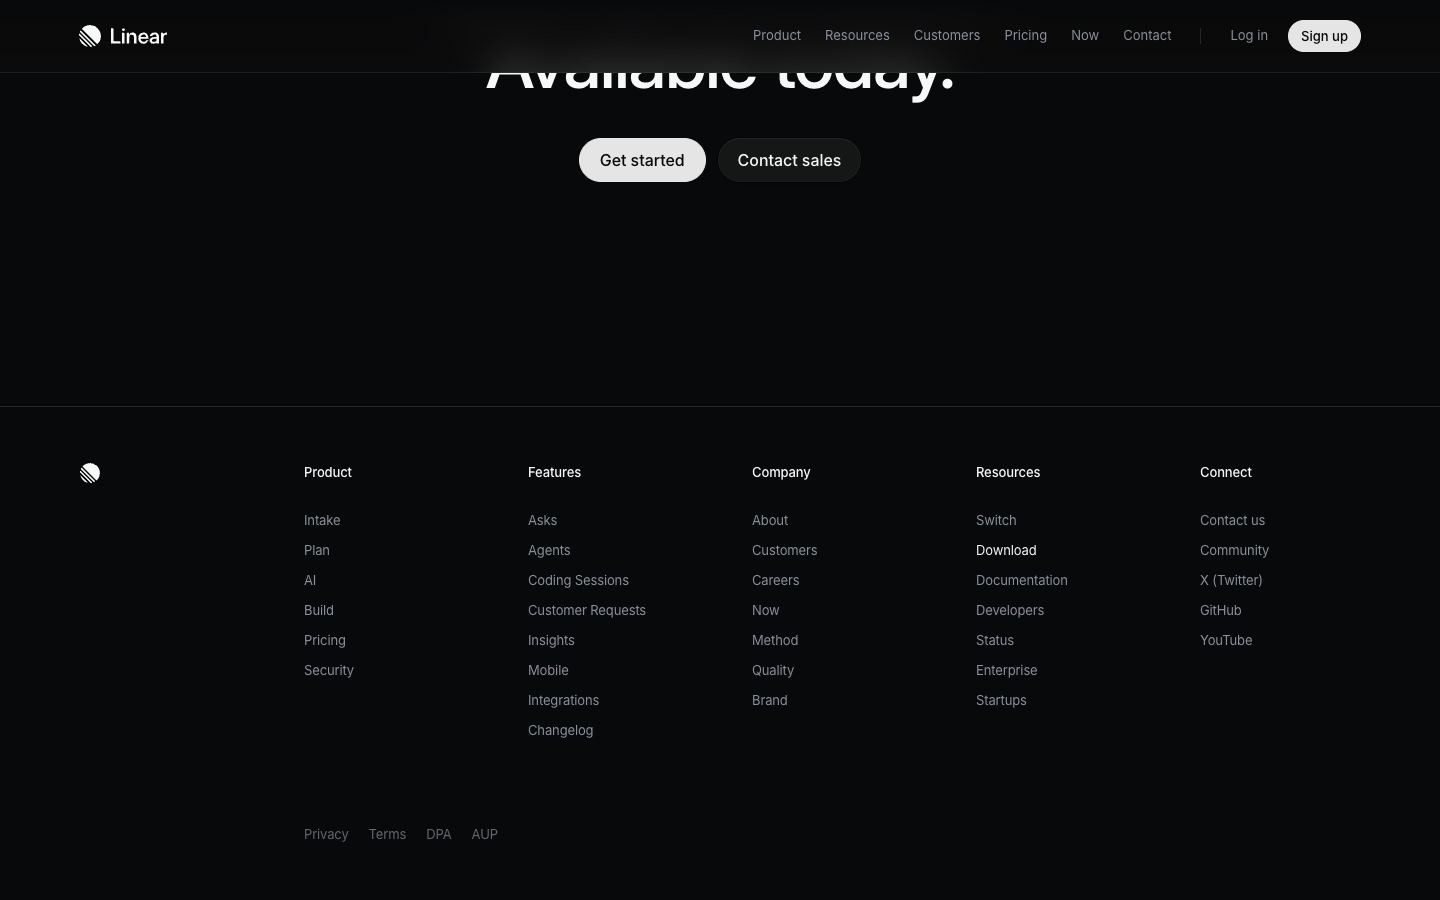 Linear
Product Resources Customers Pricing Now Contact Log in Sign up
Available today.
Get started Contact sales
Product
Intake
Plan
AI
Build
Pricing
Security
Features
Asks
Agents
Coding Sessions
Customer Requests
Insights
Mobile
Integrations
Changelog
Company
About
Customers
Careers
Now
Method
Quality
Brand
Resources
Switch
Download
Documentation
Developers
Status
Enterprise
Startups
Connect
Contact us
Community
X (Twitter)
GitHub
YouTube
Privacy Terms DPA AUP